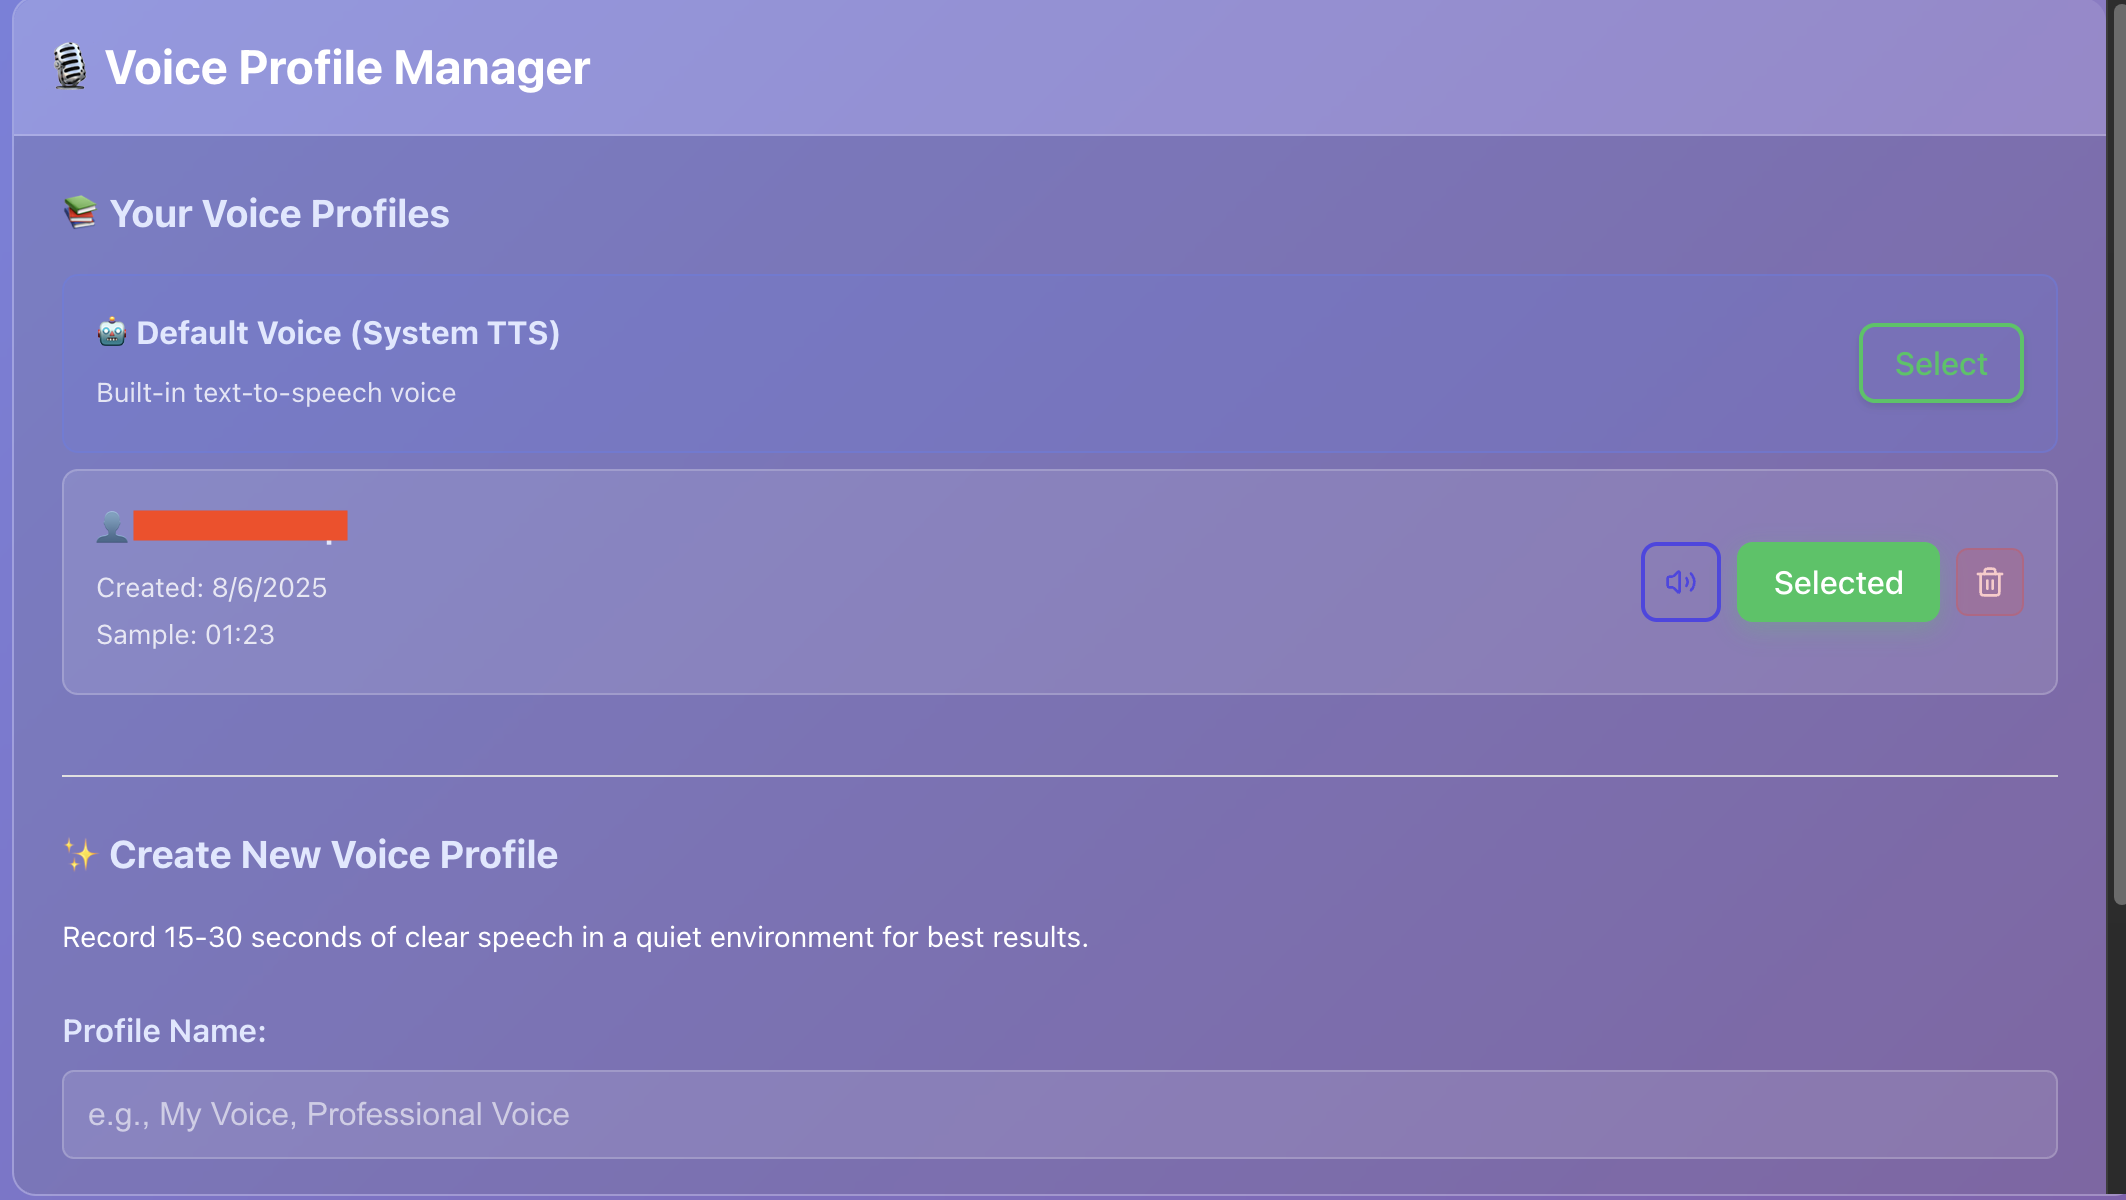 Voice Profile Manager
Your Voice Profiles
Default Voice (System TTS)
Select
Built-in text-to-speech voice
Created: 8/6/2025
Selected
Sample: 01:23
Create New Voice Profile
Record 15-30 seconds of clear speech in a quiet environment for best results.
Profile Name:
e.g., My Voice, Professional Voice